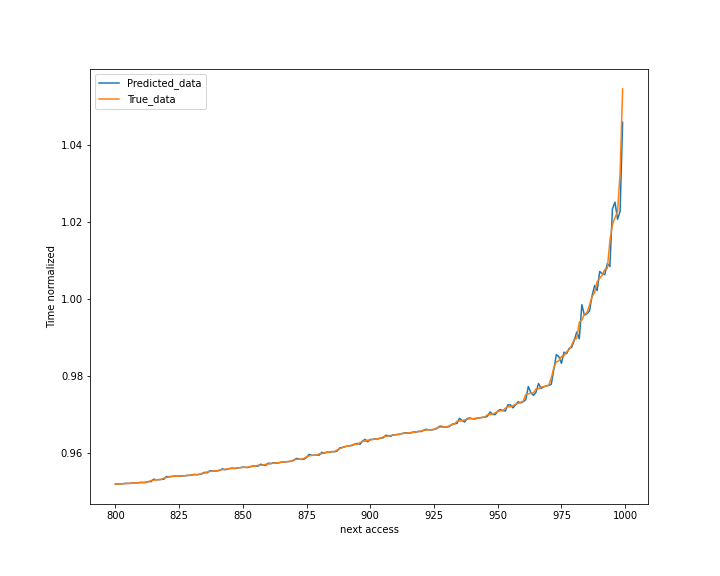 Predicted_data
True_data
1.04
1.02
1.00
0.98
0.96
Time normalized
800 825 850 875 900 925 950 975 1000
next access